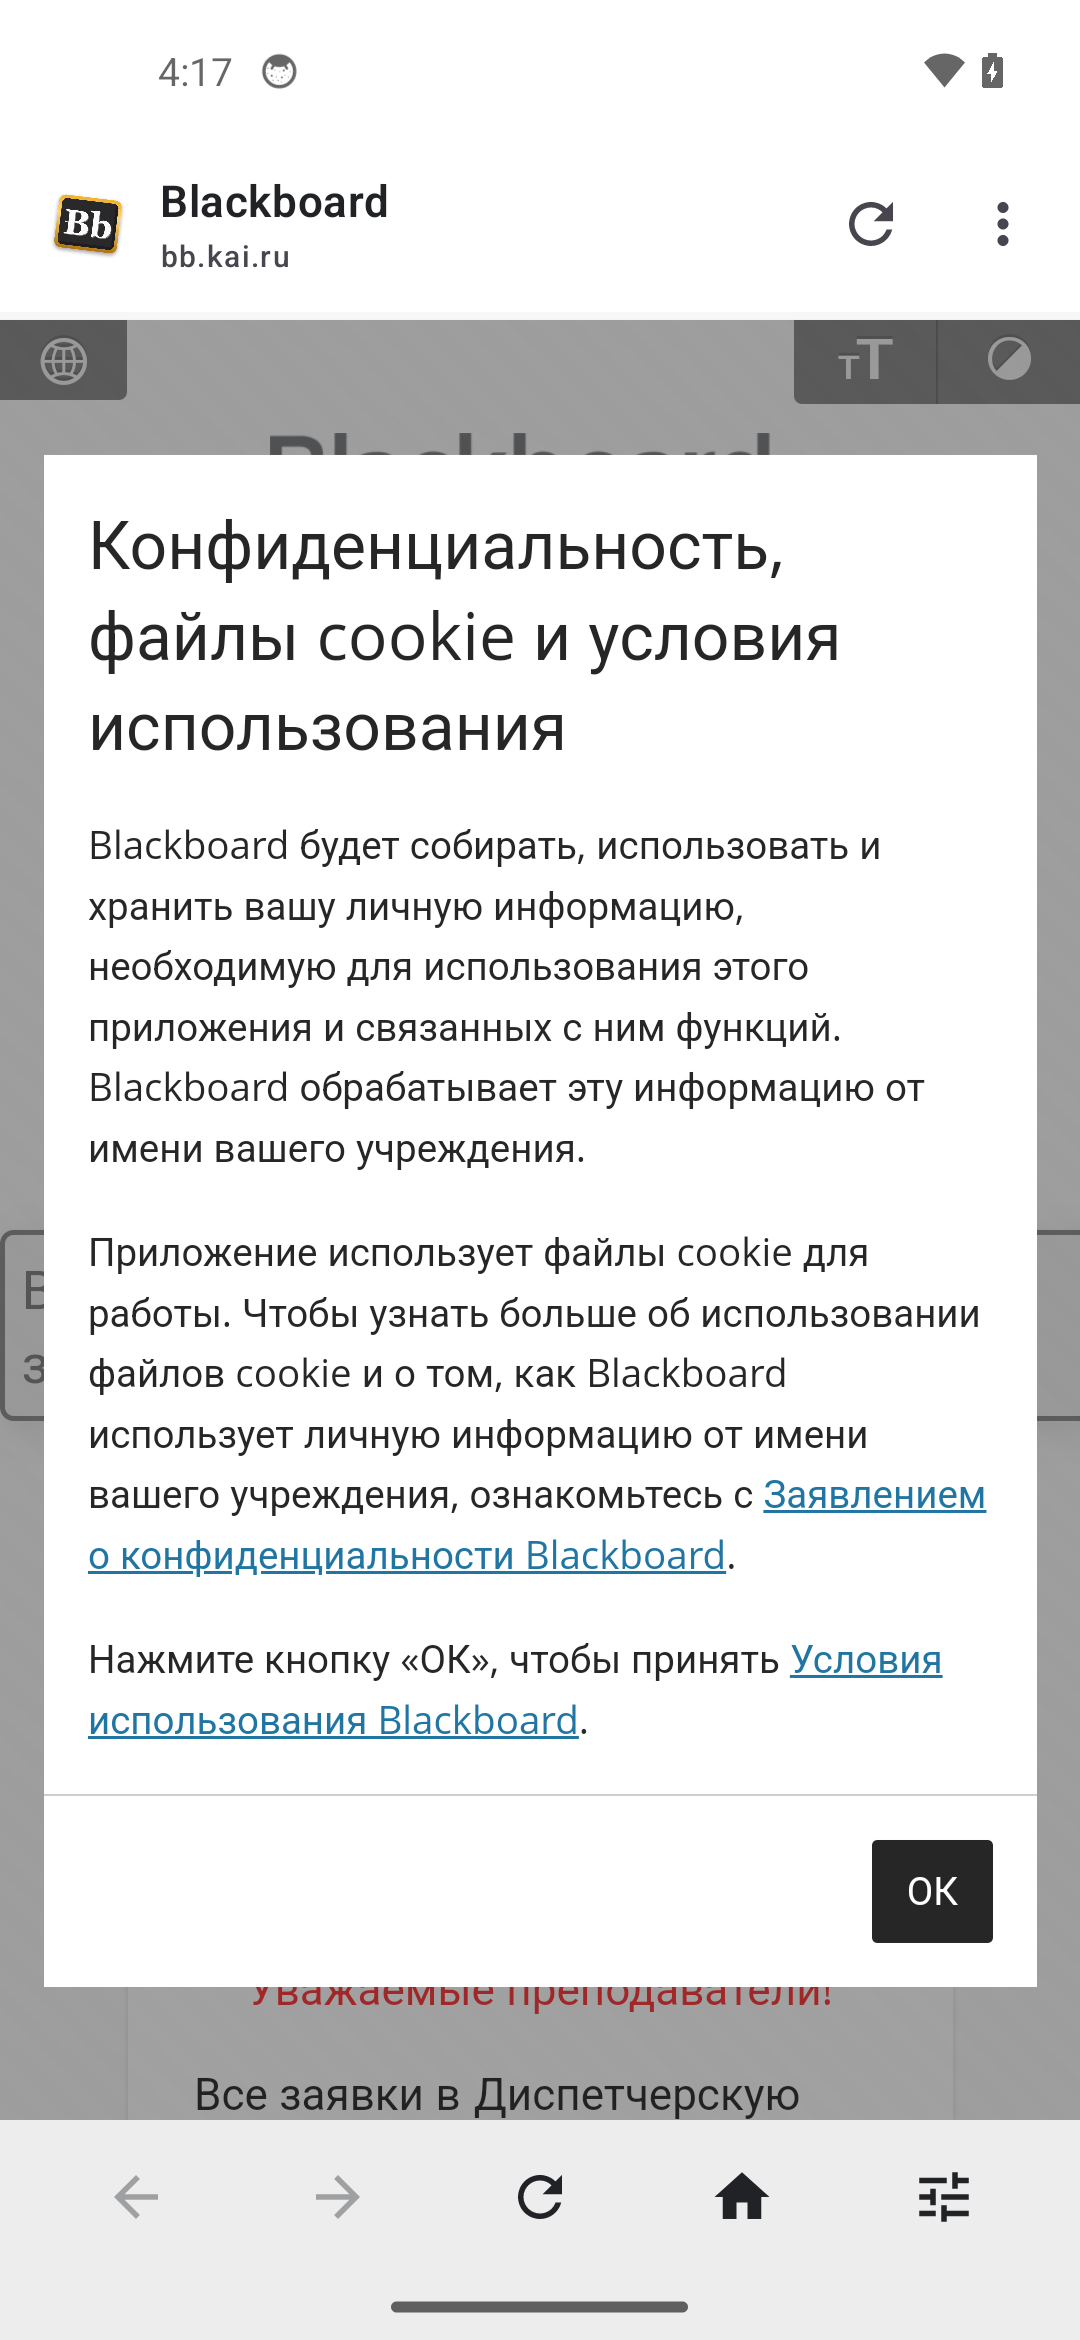 4:17
Bb
Blackboard
bb.kai.ru
TT
Конфиденциальность,
файлы cookie и условия
использования
Blackboard будет собирать, использовать и
хранить вашу личную информацию,
необходимую для использования этого
приложения и связанных с ним функций.
Blackboard обрабатывает эту информацию от
имени вашего учреждения.
Приложение использует файлы cookie для
работы. Чтобы узнать больше об использовании
файлов cookie и о том, как Blackboard
использует личную информацию от имени
вашего учреждения, ознакомьтесь с Заявлением
о конфиденциальности Blackboard.
Нажмите кнопку «ОК», чтобы принять Условия
использования Blackboard.
ОК
Уважаемые преподаватели!
Все заявки в Диспетчерскую